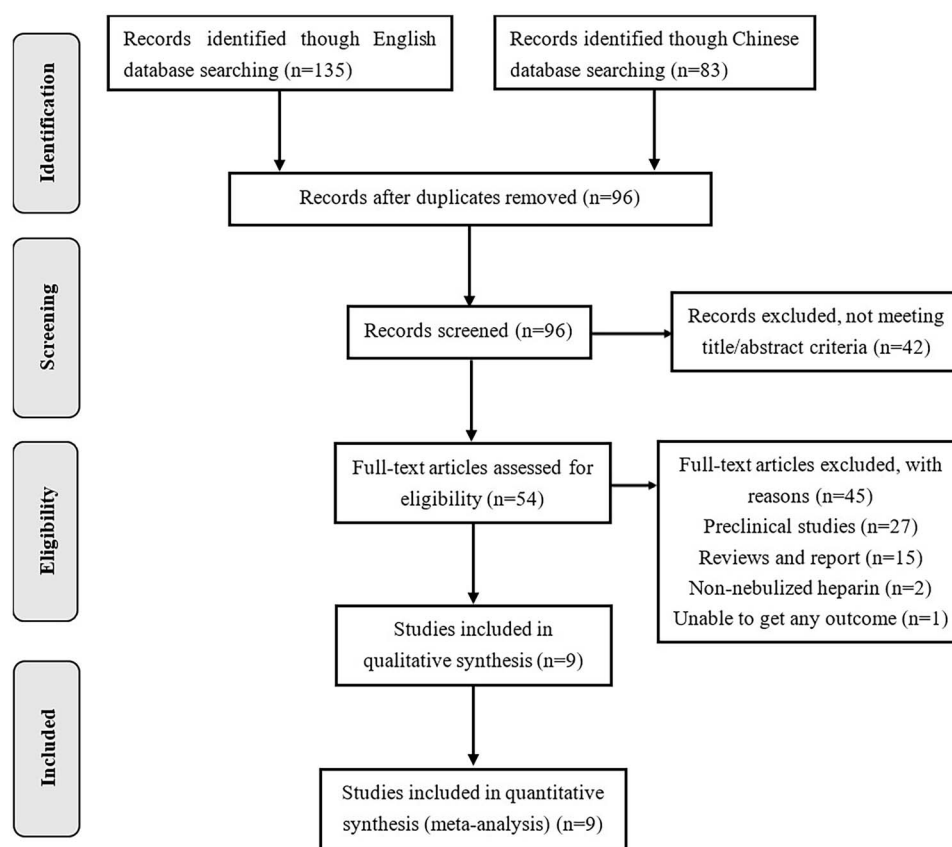 Identification
Records identified though English
database searching (n=135)
Records identified though Chinese
database searching (n=83)
Records after duplicates removed (n=96)
Screening
Records screened (n=96)
Records excluded, not meeting
title/abstract criteria (n=42)
Eligibility
Full-text articles assessed for
eligibility (n=54)
Full-text articles excluded, with
reasons (n=45)
Preclinical studies (n=27)
Reviews and report (n=15)
Non-nebulized heparin (n=2)
Unable to get any outcome (n=1)
Studies included in
qualitative synthesis (n=9)
Included
Studies included in quantitative
synthesis (meta-analysis) (n=9)